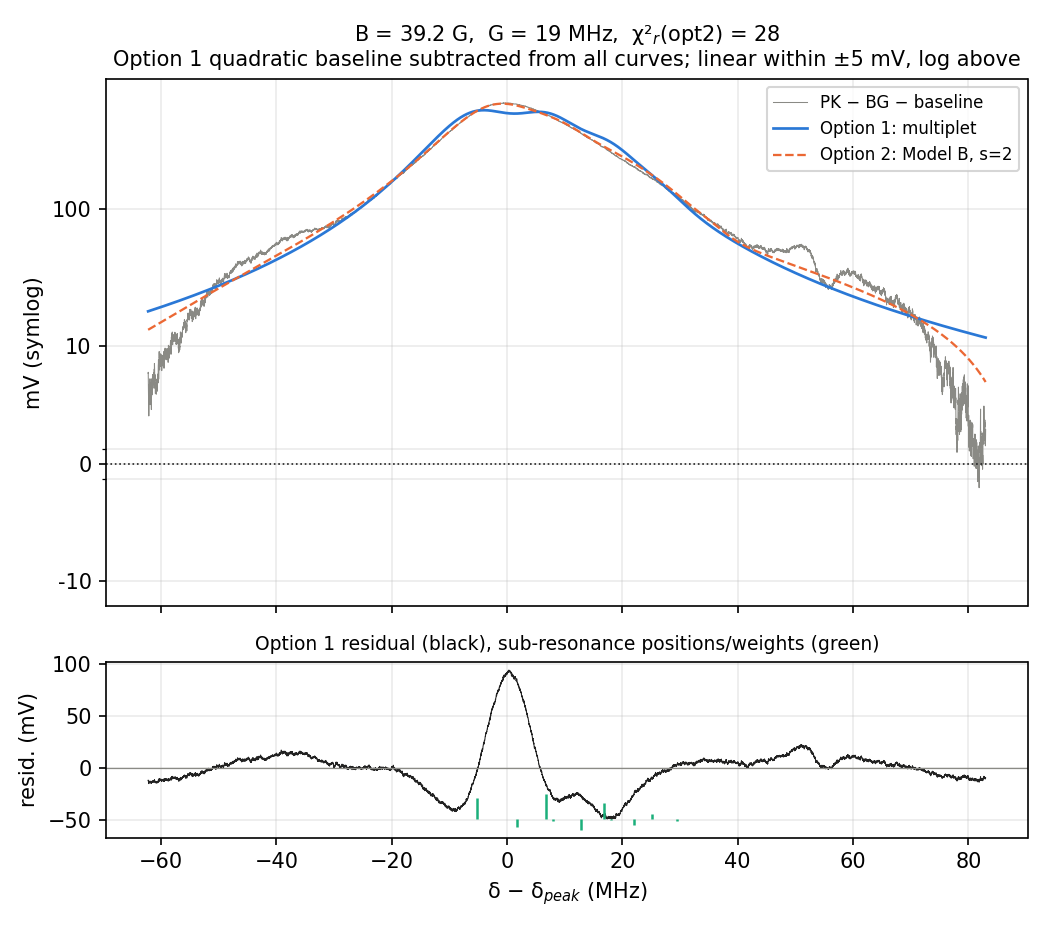 B = 39.2 G, G = 19 MHz, χ²ᵣ(opt2) = 28
Option 1 quadratic baseline subtracted from all curves; linear within ±5 mV, log above
PK − BG − baseline
Option 1: multiplet
Option 2: Model B, s=2
mV (symlog)
100
10
0
-10
Option 1 residual (black), sub-resonance positions/weights (green)
resid. (mV)
100
50
0
−50
−60 −40 −20 0 20 40 60 80
δ − δpeak (MHz)